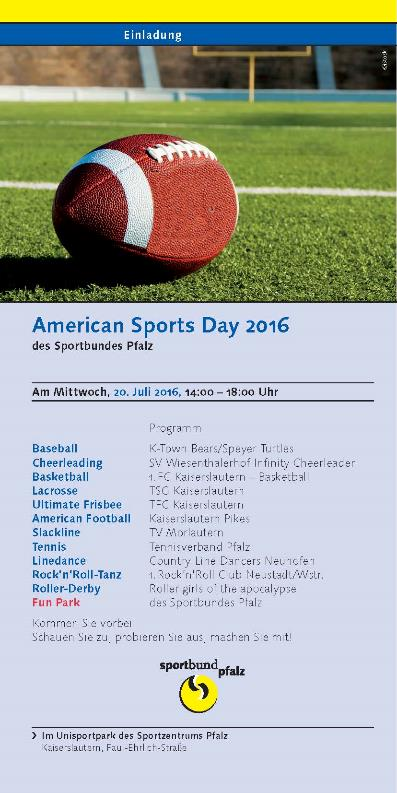 Einladung
iStock
American Sports Day 2016
des Sportbundes Pfalz
Am Mittwoch, 20. Juli 2016, 14:00 – 18:00 Uhr
Programm
Baseball K-Town Bears/Speyer Turtles
Cheerleading SV Wiesenthalerhof Infinity Cheerleader
Basketball 1. FC Kaiserslautern – Basketball
Lacrosse TSG Kaiserslautern
Ultimate Frisbee TFC Kaiserslautern
American Football Kaiserslautern Pikes
Slackline TV Morlautern
Tennis Tennisverband Pfalz
Linedance Country Line Dancers Neuhofen
Rock'n'Roll-Tanz 1. Rock'n'Roll Club Neustadt/Wstr.
Roller-Derby Roller girls of the apocalypse
Fun Park des Sportbundes Pfalz
Kommen Sie vorbei
Schauen Sie zu, probieren Sie aus, machen Sie mit!
sportbund
pfalz
› Im Unisportpark des Sportzentrums Pfalz
Kaiserslautern, Paul-Ehrlich-Straße